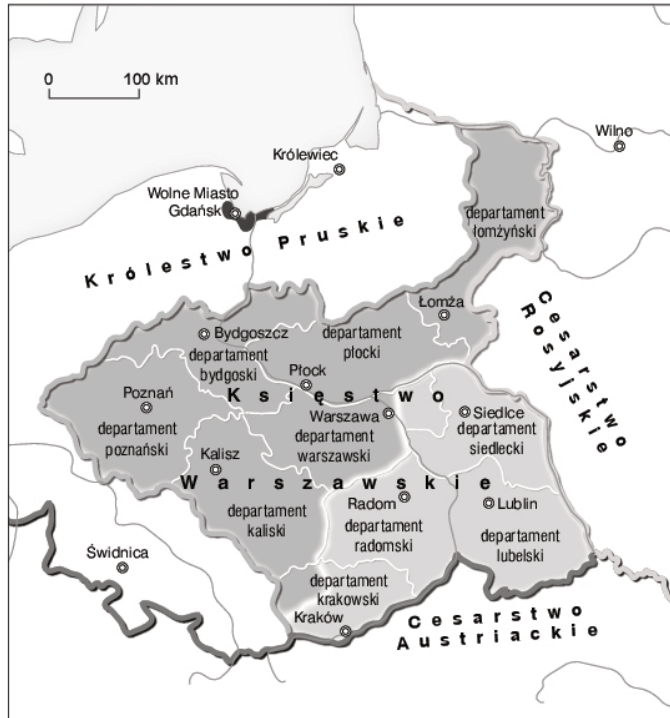 0 100 km
Wilno
Królewiec
Wolne Miasto
Gdańsk
departament
łomżyński
Królestwo Pruskie
Cesarstwo
Rosyjskie
Łomża
Bydgoszcz
departament
płocki
departament
bydgoski
Płock
Poznań
Księstwo
Warszawa
Siedlce
departament
poznański
departament
warszawski
departament
siedlecki
Kalisz
Warszawskie
departament
kaliski
Radom
Lublin
departament
radomski
departament
lubelski
Świdnica
departament
krakowski
Kraków
Cesarstwo
Austriackie